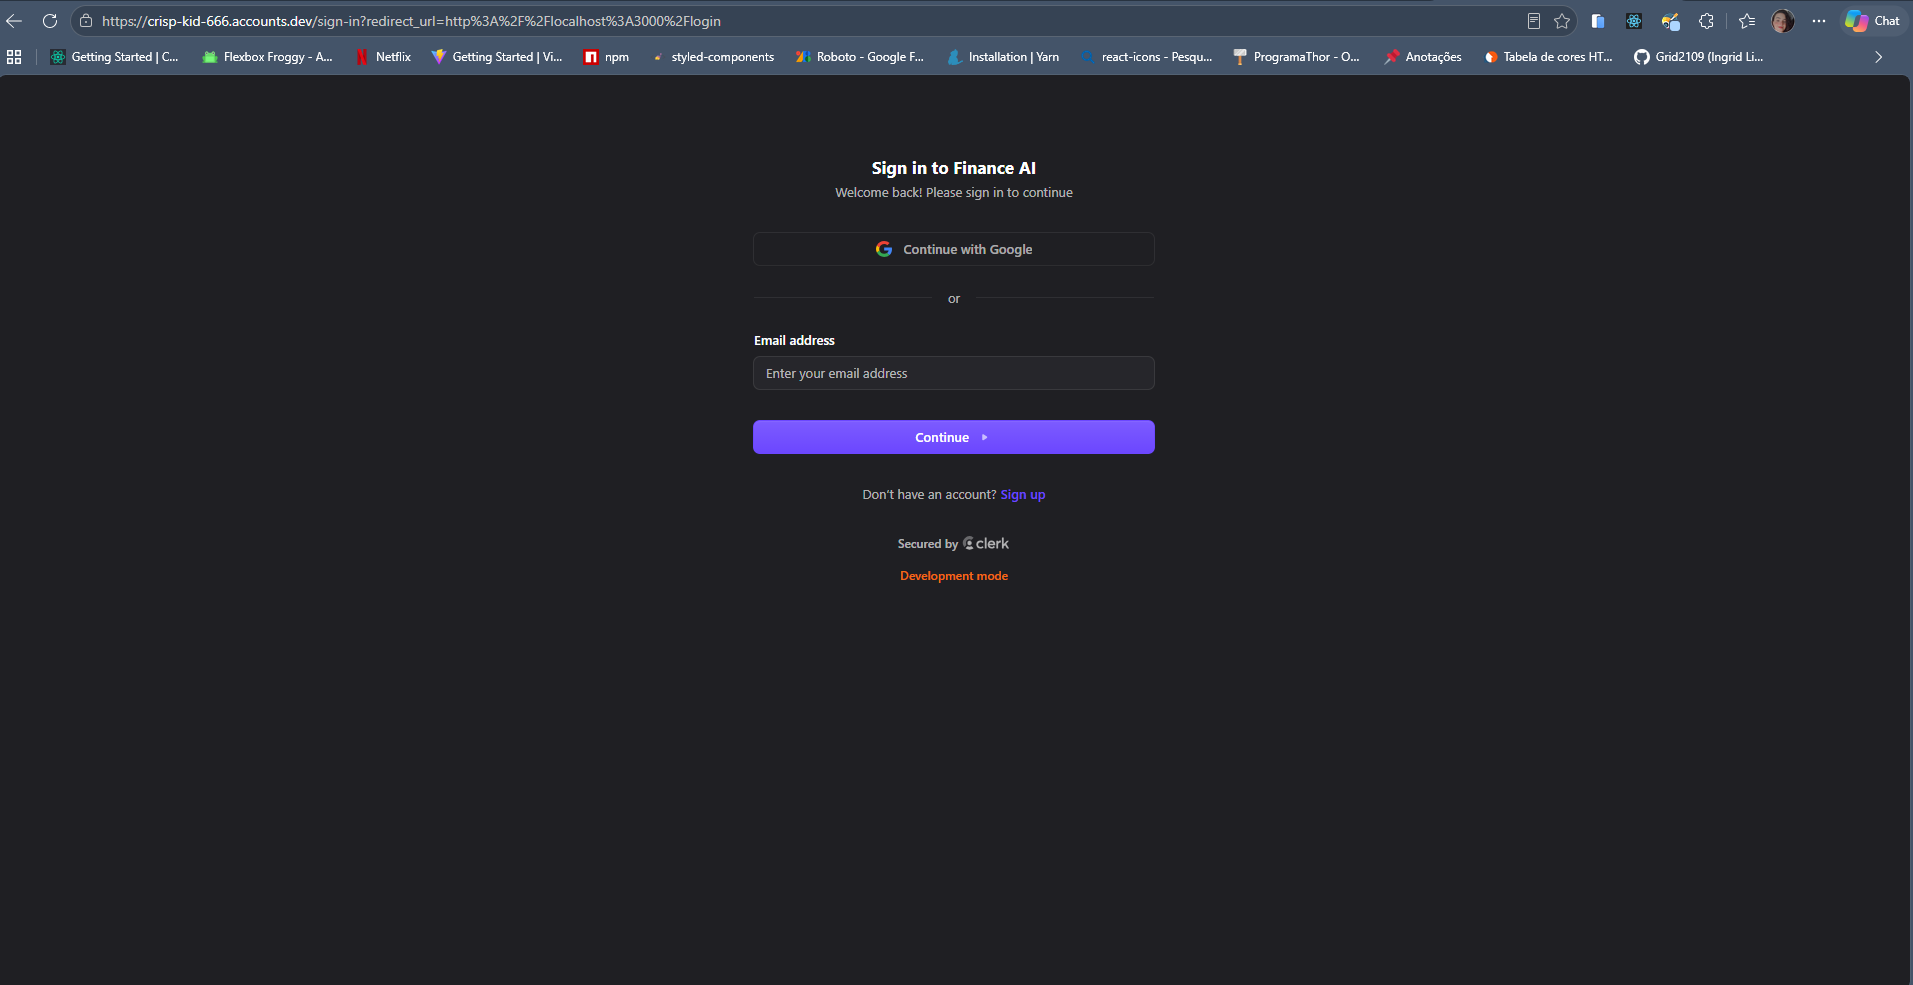 https://crisp-kid-666.accounts.dev/sign-in?redirect_url=http%3A%2F%2Flocalhost%3A3000%2Flogin
Chat
Getting Started | C... Flexbox Froggy - A... Netflix Getting Started | Vi... npm styled-components Roboto - Google F... Installation | Yarn react-icons - Pesqu... ProgramaThor - O... Anotações Tabela de cores HT... Grid2109 (Ingrid Li...
Sign in to Finance AI
Welcome back! Please sign in to continue
Continue with Google
or
Email address
Enter your email address
Continue
Don't have an account? Sign up
Secured by clerk
Development mode